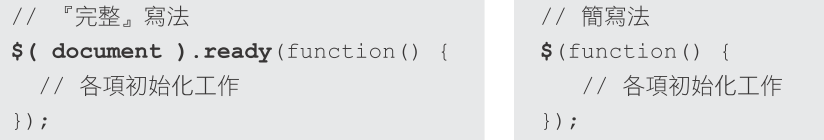 // 『完整』寫法
$( document ).ready(function() {
  // 各項初始化工作
});
// 簡寫法
$(function() {
  // 各項初始化工作
});